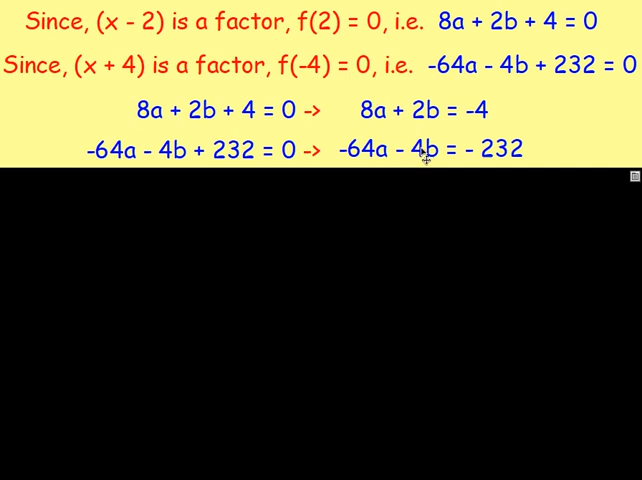 Since, (x - 2) is a factor, f(2) = 0, i.e. 8a + 2b + 4 = 0
Since, (x + 4) is a factor, f(-4) = 0, i.e. -64a - 4b + 232 = 0
8a + 2b + 4 = 0 -> 8a + 2b = -4
-64a - 4b + 232 = 0 -> -64a - 4b = - 232